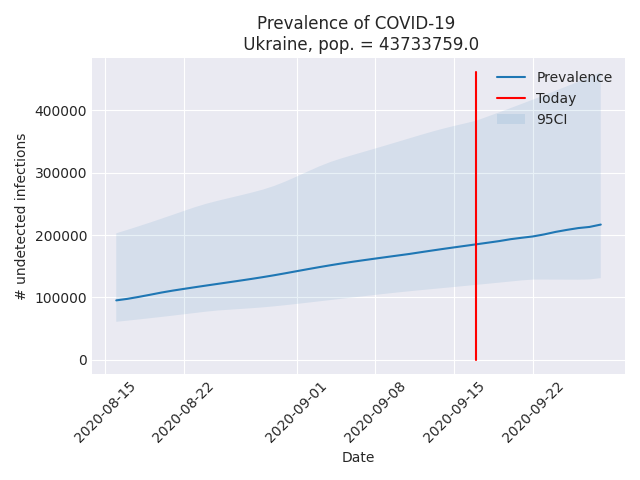 Prevalence of COVID-19
Ukraine, pop. = 43733759.0
Prevalence
Today
95CI
400000
300000
200000
100000
0
# undetected infections
2020-08-15
2020-08-22
2020-09-01
2020-09-08
2020-09-15
2020-09-22
Date